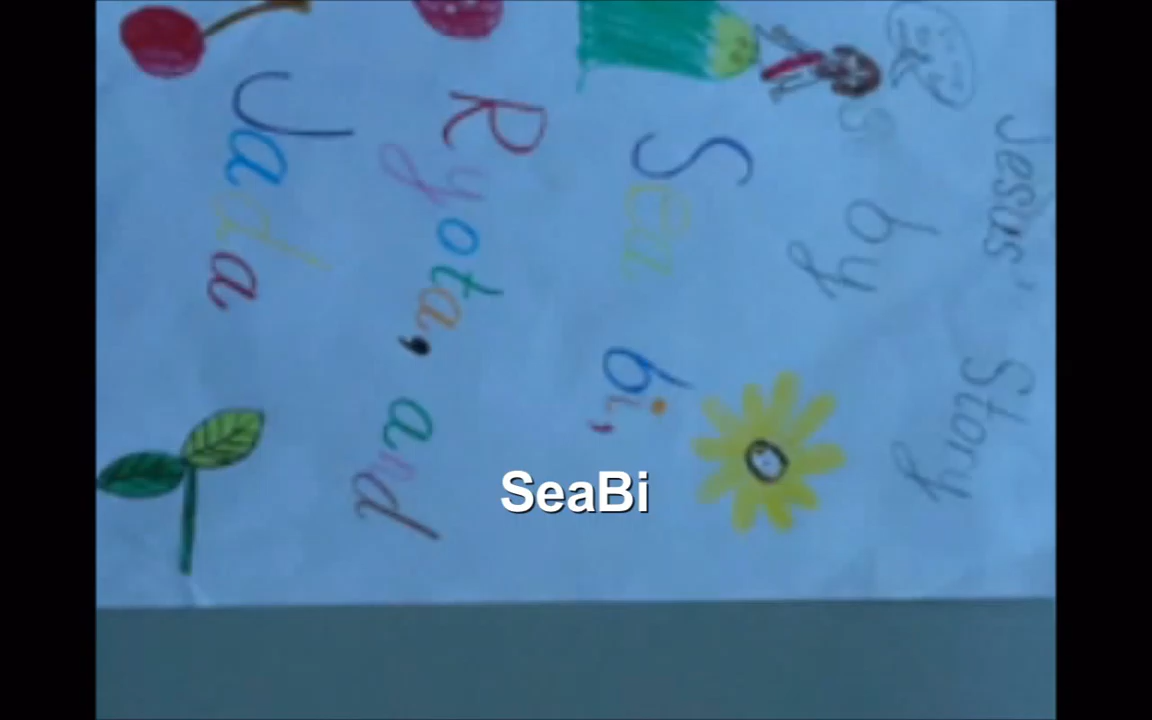 Jesus' Story
by
Sea bi,
Ryota, and
Jada
SeaBi